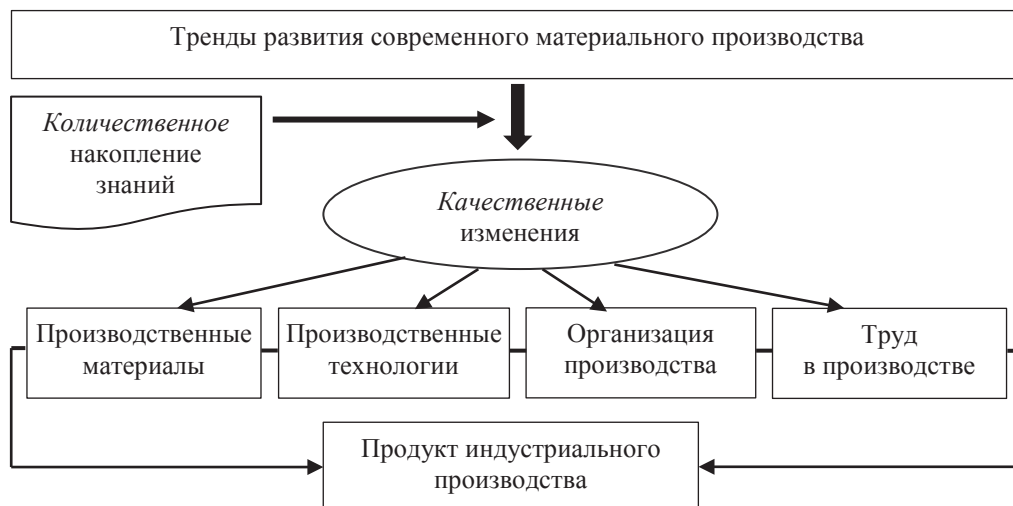 Тренды развития современного материального производства
Количественное
накопление
знаний
Качественные
изменения
Производственные
материалы
Производственные
технологии
Организация
производства
Труд
в производстве
Продукт индустриального
производства